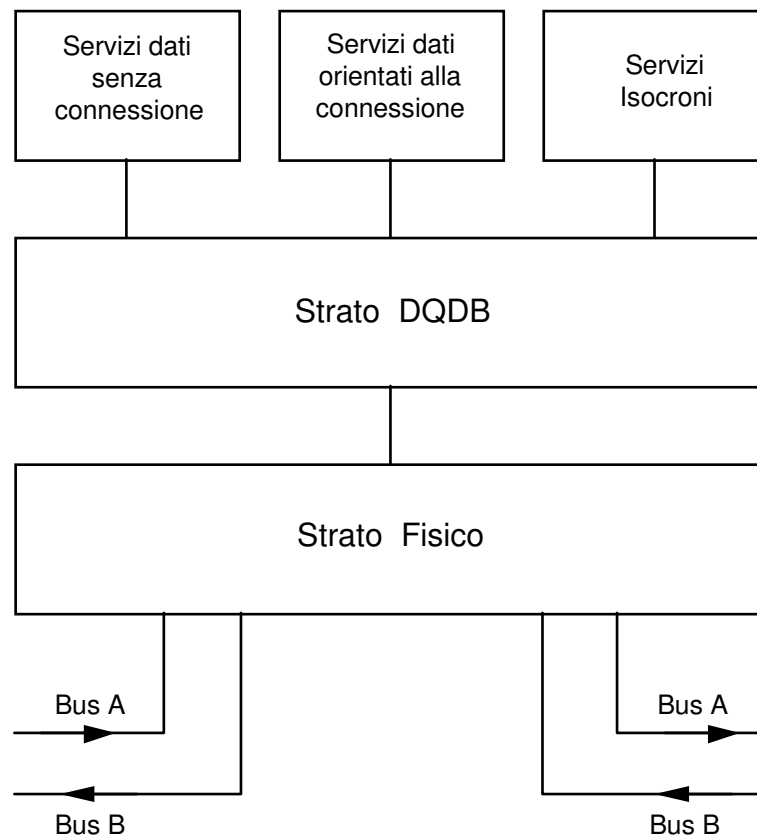 Servizi dati
senza
connessione
Servizi dati
orientati alla
connessione
Servizi
Isocroni
Strato DQDB
Strato Fisico
Bus A
Bus A
Bus B
Bus B